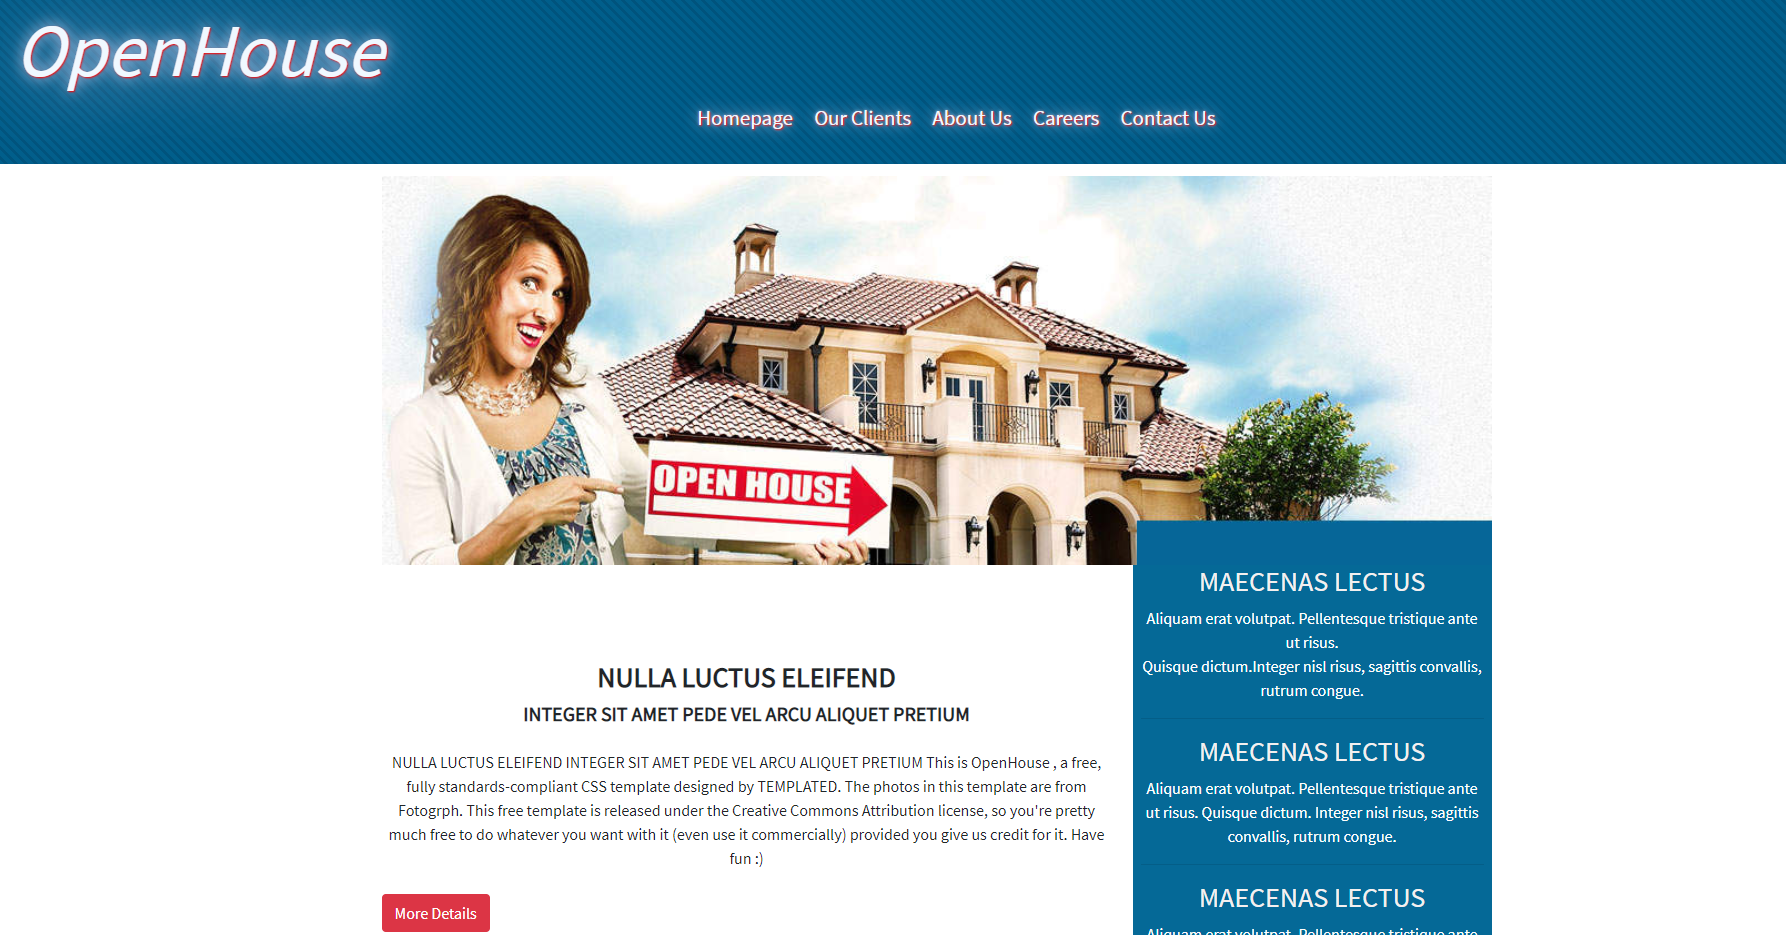 OpenHouse
Homepage Our Clients About Us Careers Contact Us
OPEN HOUSE
NULLA LUCTUS ELEIFEND
INTEGER SIT AMET PEDE VEL ARCU ALIQUET PRETIUM
NULLA LUCTUS ELEIFEND INTEGER SIT AMET PEDE VEL ARCU ALIQUET PRETIUM This is OpenHouse , a free,
fully standards-compliant CSS template designed by TEMPLATED. The photos in this template are from
Fotogrph. This free template is released under the Creative Commons Attribution license, so you're pretty
much free to do whatever you want with it (even use it commercially) provided you give us credit for it. Have
fun :)
More Details
MAECENAS LECTUS
Aliquam erat volutpat. Pellentesque tristique ante
ut risus.
Quisque dictum.Integer nisl risus, sagittis convallis,
rutrum congue.
MAECENAS LECTUS
Aliquam erat volutpat. Pellentesque tristique ante
ut risus. Quisque dictum. Integer nisl risus, sagittis
convallis, rutrum congue.
MAECENAS LECTUS
Aliquam erat volutpat. Pellentesque tristique ante